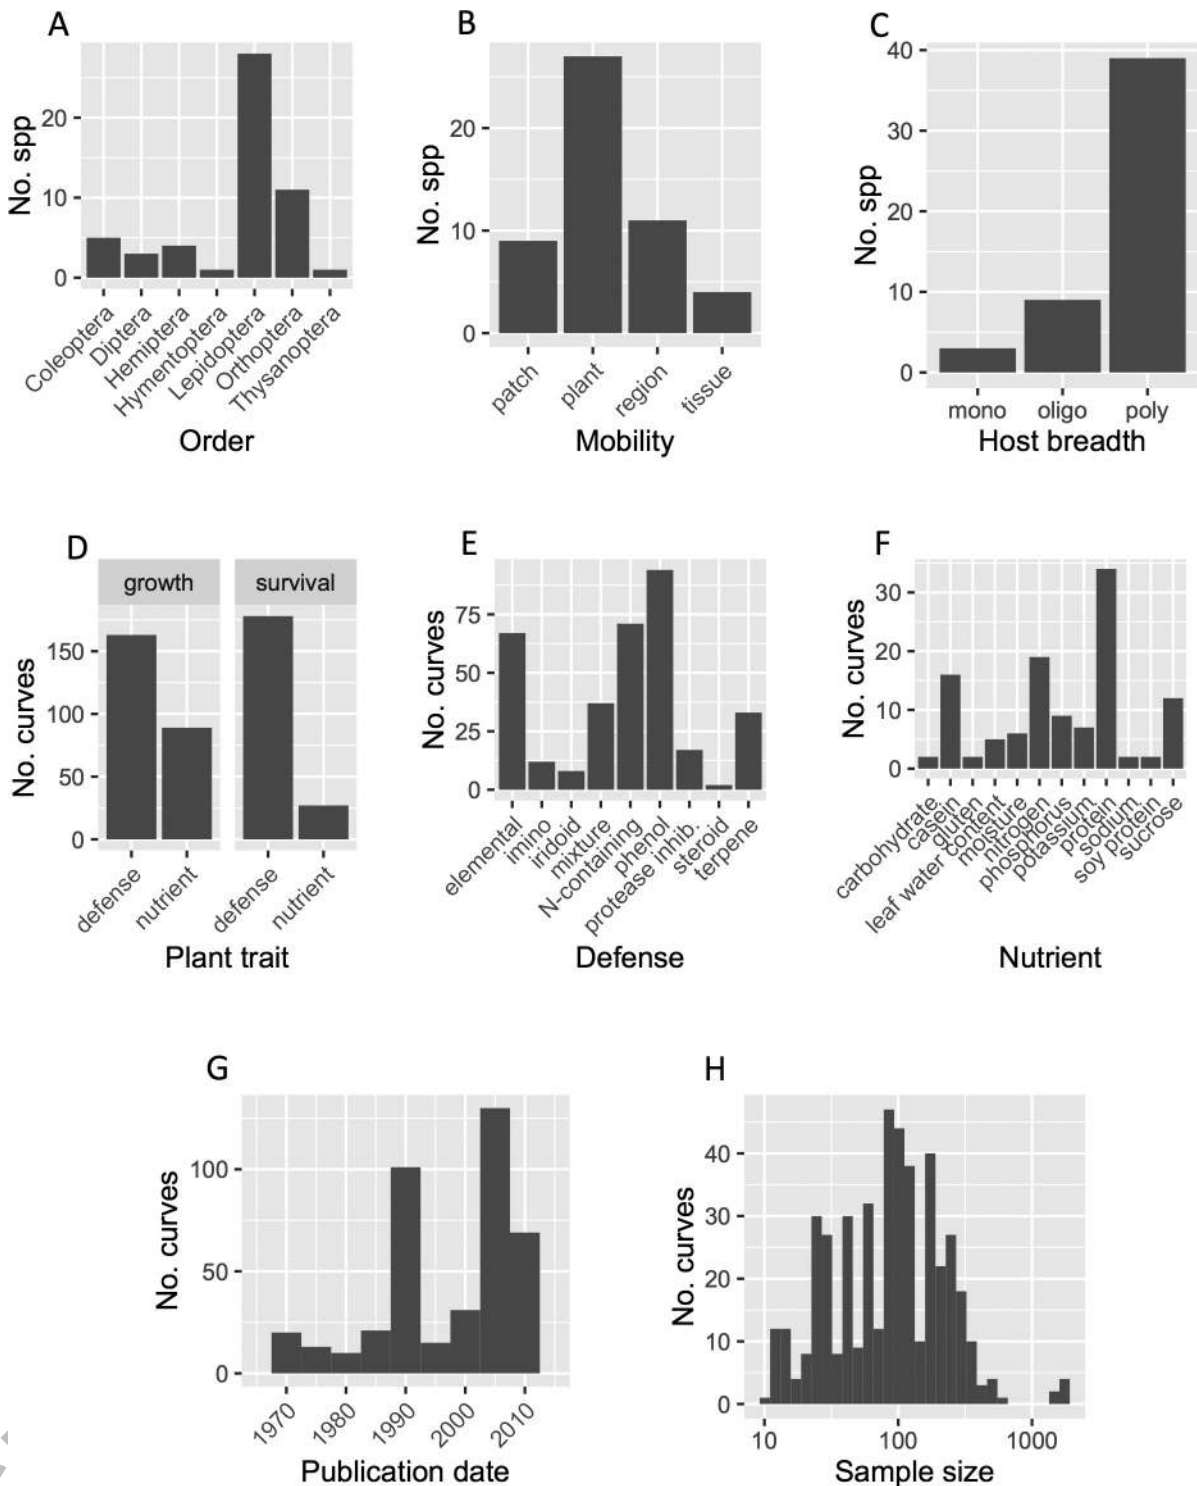 A
No. spp
20
10
0
Coleoptera
Diptera
Hemiptera
Hymentoptera
Lepidoptera
Orthoptera
Thysanoptera
Order
B
No. spp
20
10
0
patch
plant
region
tissue
Mobility
C
No. spp
40
30
20
10
0
mono
oligo
poly
Host breadth
D
growth
survival
No. curves
150
100
50
0
defense
nutrient
defense
nutrient
Plant trait
E
No. curves
75
50
25
0
elemental
imino
iridoid
mixture
N-containing
phenol
protease inhib.
steroid
terpene
Defense
F
No. curves
30
20
10
0
carbohydrate
casein
gluten
leaf water content
moisture
nitrogen
phosphorus
potassium
protein
sodium
soy protein
sucrose
Nutrient
G
No. curves
100
50
0
1970
1980
1990
2000
2010
Publication date
H
No. curves
40
30
20
10
0
10
100
1000
Sample size